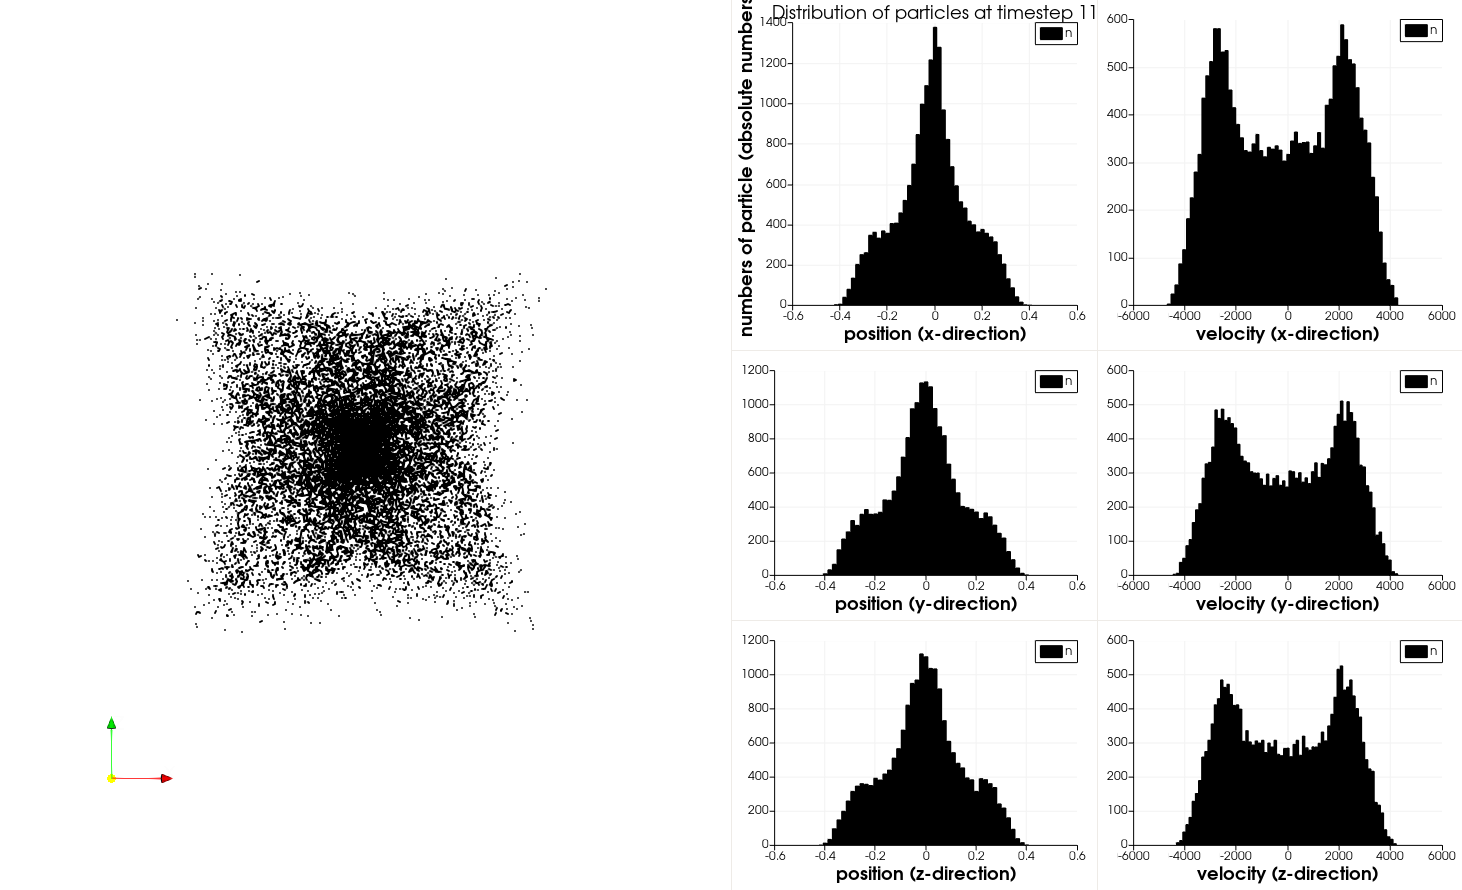 Distribution of particles at timestep 11
numbers of particle (absolute numbers
1400
1200
1000
800
600
400
200
0
-0.6 -0.4 -0.2 0 0.2 0.4 0.6
position (x-direction)
n
600
500
400
300
200
100
0
-6000 -4000 -2000 0 2000 4000 6000
velocity (x-direction)
n
1200
1000
800
600
400
200
0
-0.6 -0.4 -0.2 0 0.2 0.4 0.6
position (y-direction)
n
600
500
400
300
200
100
0
-6000 -4000 -2000 0 2000 4000 6000
velocity (y-direction)
n
1200
1000
800
600
400
200
0
-0.6 -0.4 -0.2 0 0.2 0.4 0.6
position (z-direction)
n
600
500
400
300
200
100
0
-6000 -4000 -2000 0 2000 4000 6000
velocity (z-direction)
n